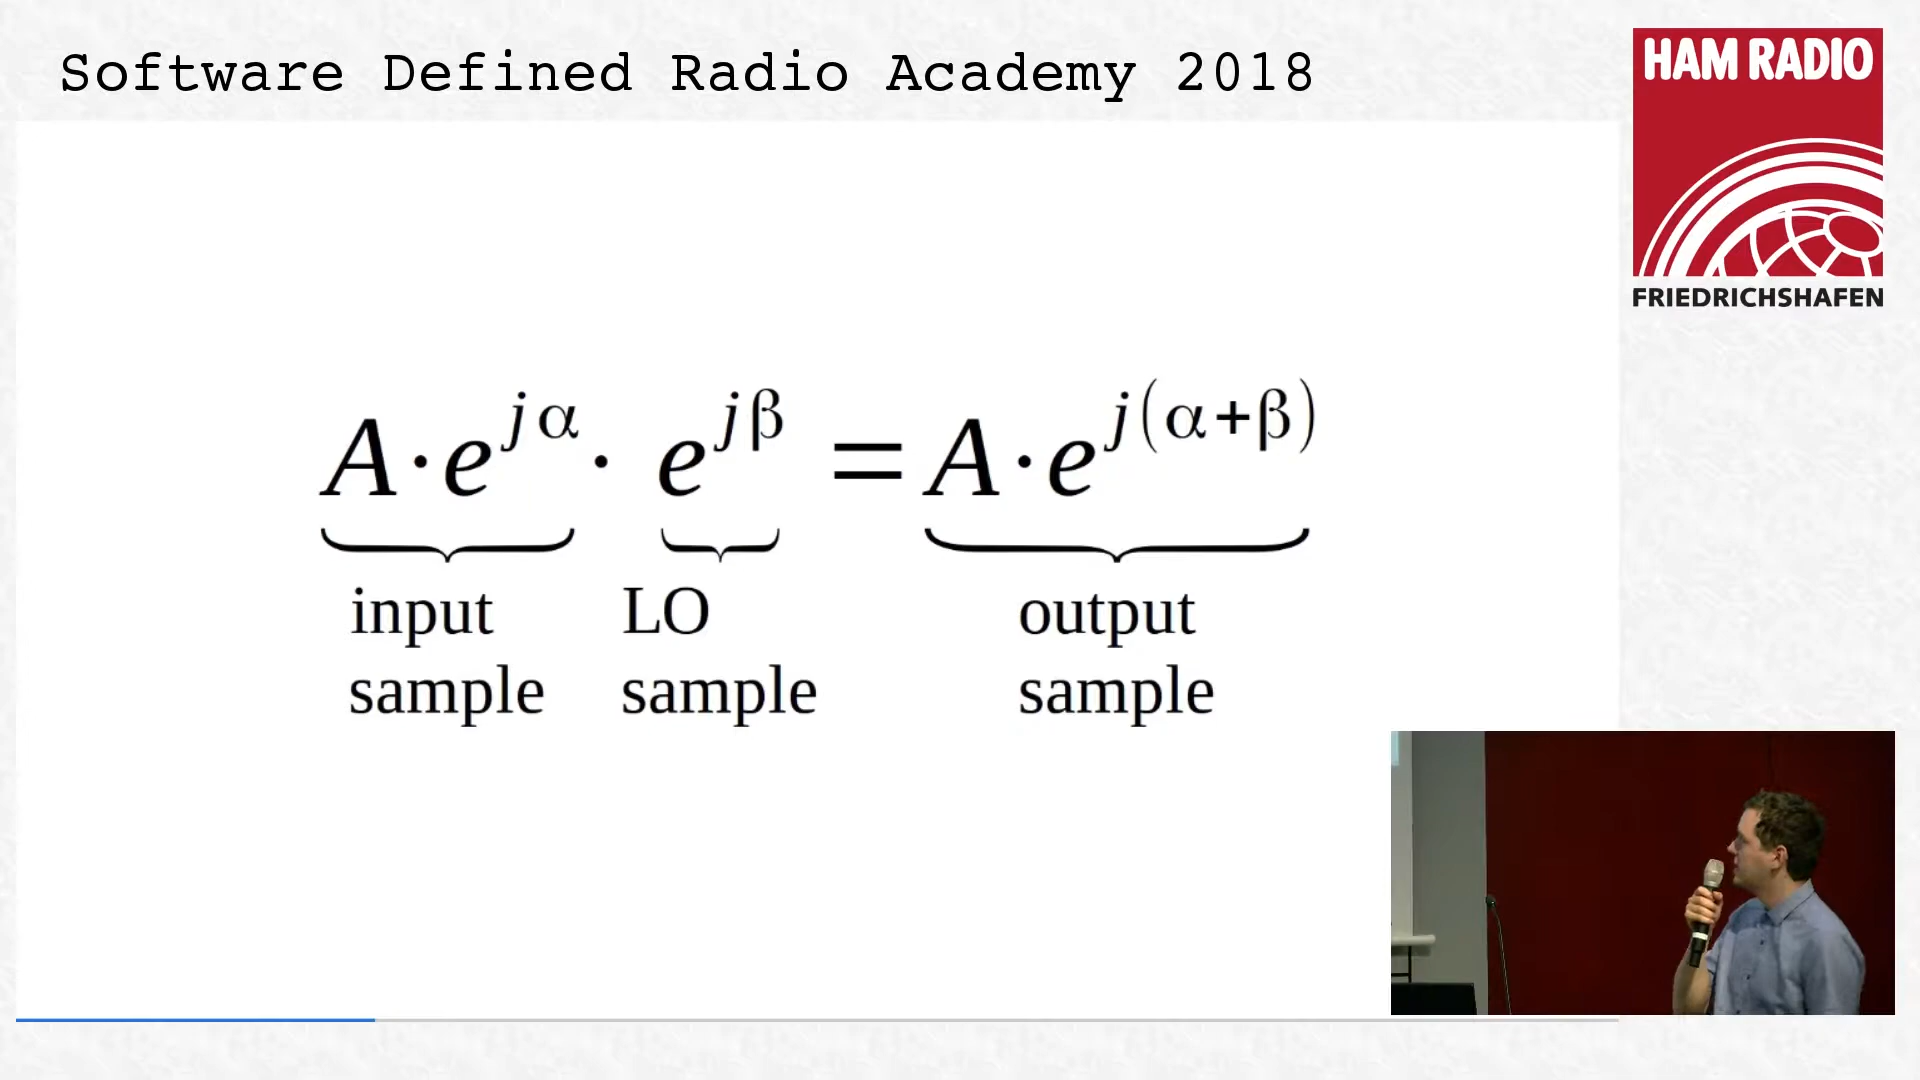 Software Defined Radio Academy 2018
HAM RADIO
FRIEDRICHSHAFEN
A·e^{jα}· e^{jβ} = A·e^{j(α+β)}
input sample
LO sample
output sample